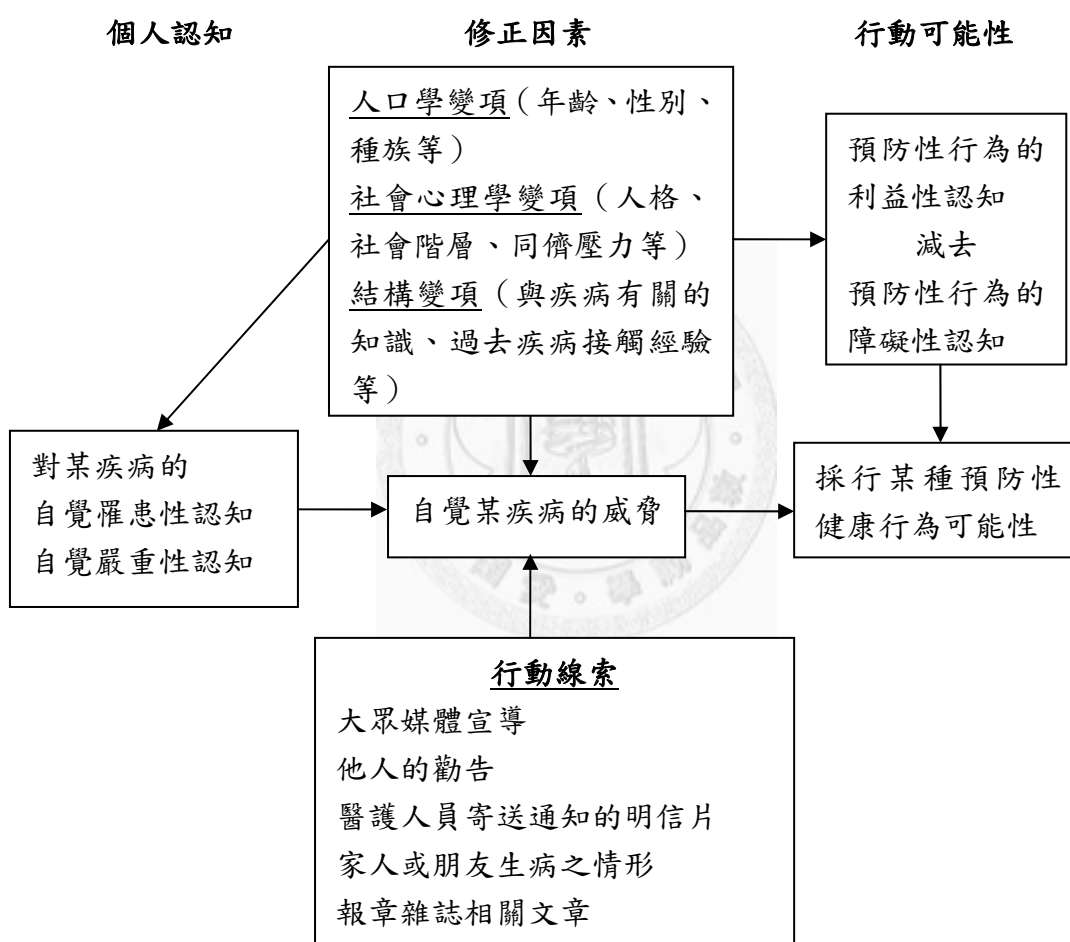 個人認知
修正因素
行動可能性
人口學變項（年齡、性別、
種族等）
社會心理學變項（人格、
社會階層、同儕壓力等）
結構變項（與疾病有關的
知識、過去疾病接觸經驗
等）
預防性行為的
利益性認知
減去
預防性行為的
障礙性認知
對某疾病的
自覺罹患性認知
自覺嚴重性認知
自覺某疾病的威脅
採行某種預防性
健康行為可能性
行動線索
大眾媒體宣導
他人的勸告
醫護人員寄送通知的明信片
家人或朋友生病之情形
報章雜誌相關文章